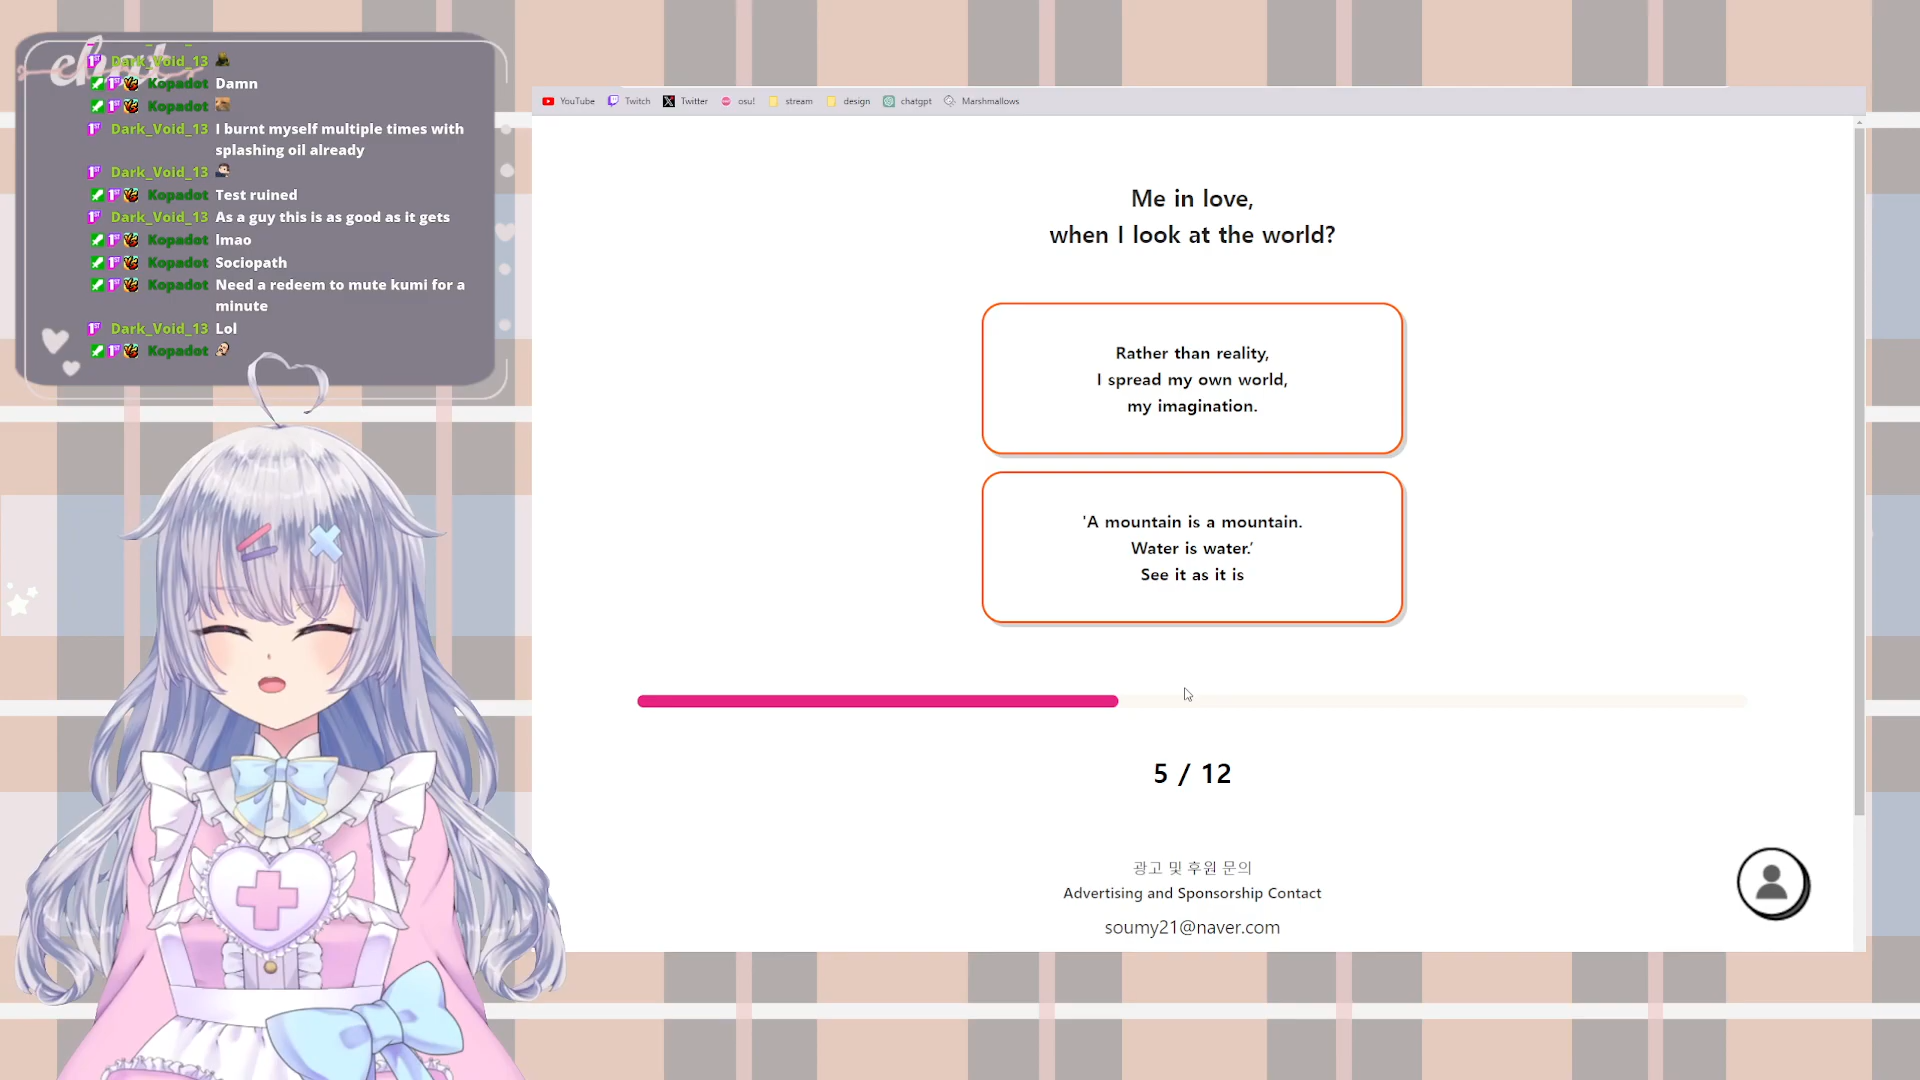 chat
Dark_Void_13
Kopadot Damn
Kopadot
Dark_Void_13 I burnt myself multiple times with
splashing oil already
Dark_Void_13
Kopadot Test ruined
Dark_Void_13 As a guy this is as good as it gets
Kopadot lmao
Kopadot Sociopath
Kopadot Need a redeem to mute kumi for a
minute
Dark_Void_13 Lol
Kopadot
YouTube Twitch Twitter osu! stream design chatgpt Marshmallows
Me in love,
when I look at the world?
Rather than reality,
I spread my own world,
my imagination.
'A mountain is a mountain.
Water is water.’
See it as it is
5 / 12
광고 및 후원 문의
Advertising and Sponsorship Contact
soumy21@naver.com